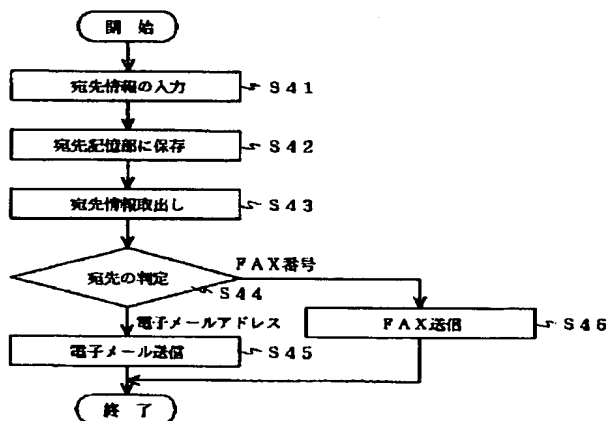 開始
宛先情報の入力 S41
宛先記憶部に保存 S42
宛先情報取出し S43
FAX番号
宛先の判定 S44
電子メールアドレス
FAX送信 S46
電子メール送信 S45
終了